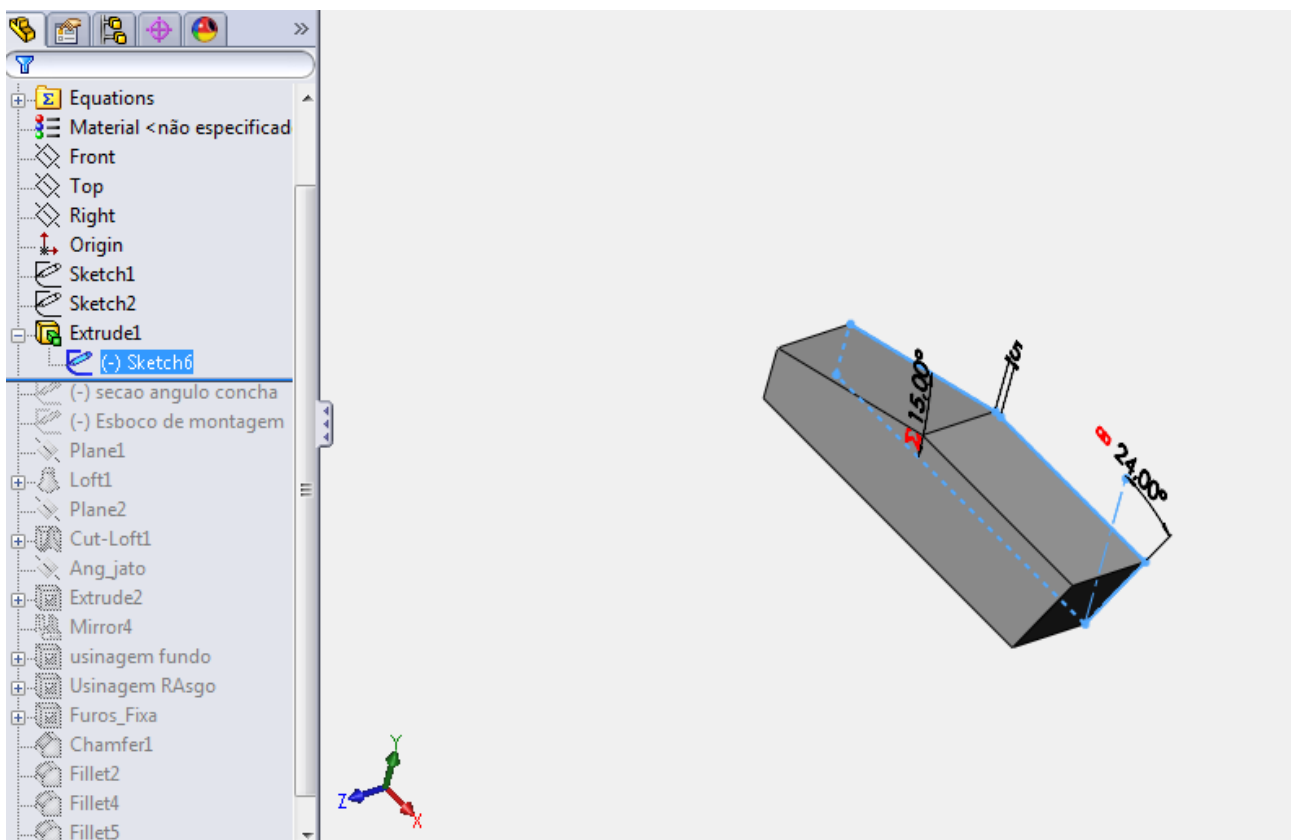 »
Equations
Material <não especificad
Front
Top
Right
Origin
Sketch1
Sketch2
Extrude1
(-) Sketch6
(-) secao angulo concha
(-) Esboco de montagem
Plane1
Loft1
Plane2
Cut-Loft1
Ang_jato
Extrude2
Mirror4
usinagem fundo
Usinagem RAsgo
Furos_Fixa
Chamfer1
Fillet2
Fillet4
Fillet5
Σ 15.00°
5
24.00°
Y
Z
X